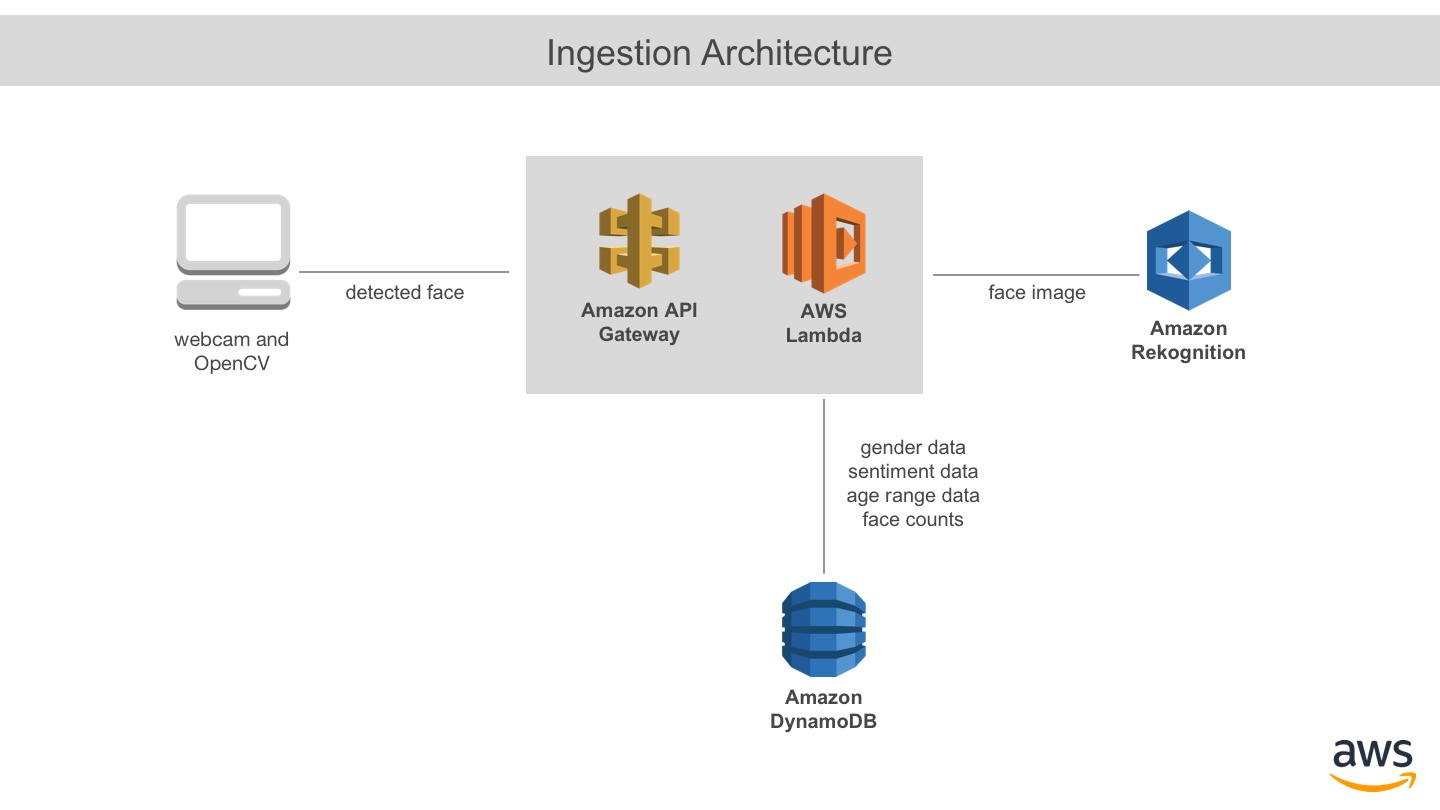 Ingestion Architecture
detected face
webcam and
OpenCV
Amazon API
Gateway
AWS
Lambda
face image
Amazon
Rekognition
gender data
sentiment data
age range data
face counts
Amazon
DynamoDB
aws